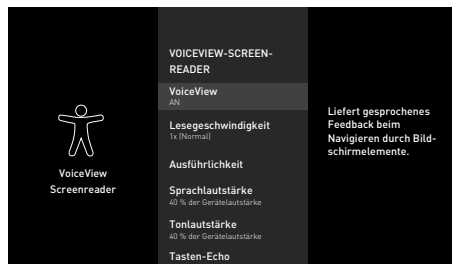 VoiceView
Screenreader
VOICEVIEW-SCREEN-
READER
VoiceView
AN
Lesegeschwindigkeit
1x (Normal)
Ausführlichkeit
Sprachlautstärke
40 % der Gerätelautstärke
Tonlautstärke
40 % der Gerätelautstärke
Tasten-Echo
Liefert gesprochenes
Feedback beim
Navigieren durch Bild-
schirmelemente.